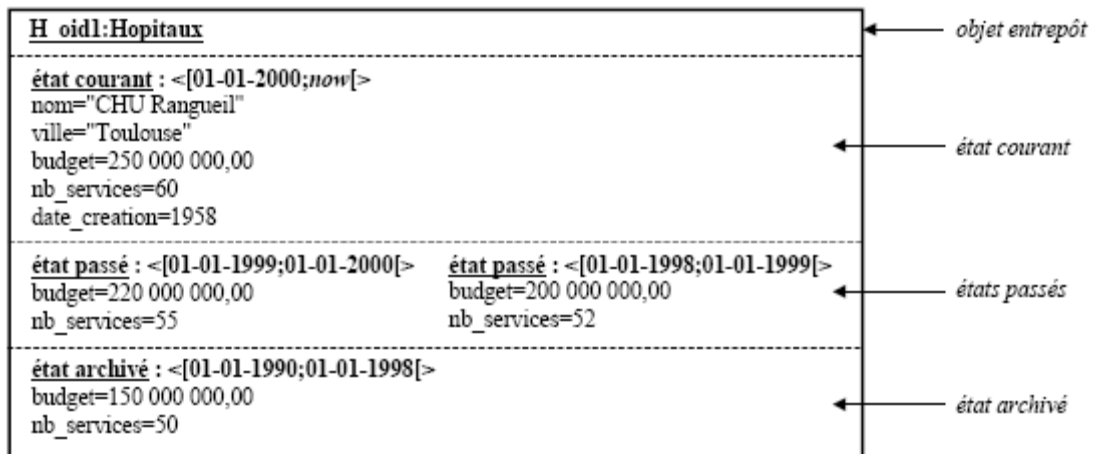 H_oid1:Hopitaux
objet entrepôt
état courant : <[01-01-2000;now[>
nom="CHU Rangueil"
ville="Toulouse"
budget=250 000 000,00
nb_services=60
date_creation=1958
état courant
état passé : <[01-01-1999;01-01-2000[>
budget=220 000 000,00
nb_services=55
état passé : <[01-01-1998;01-01-1999[>
budget=200 000 000,00
nb_services=52
états passés
état archivé : <[01-01-1990;01-01-1998[>
budget=150 000 000,00
nb_services=50
état archivé